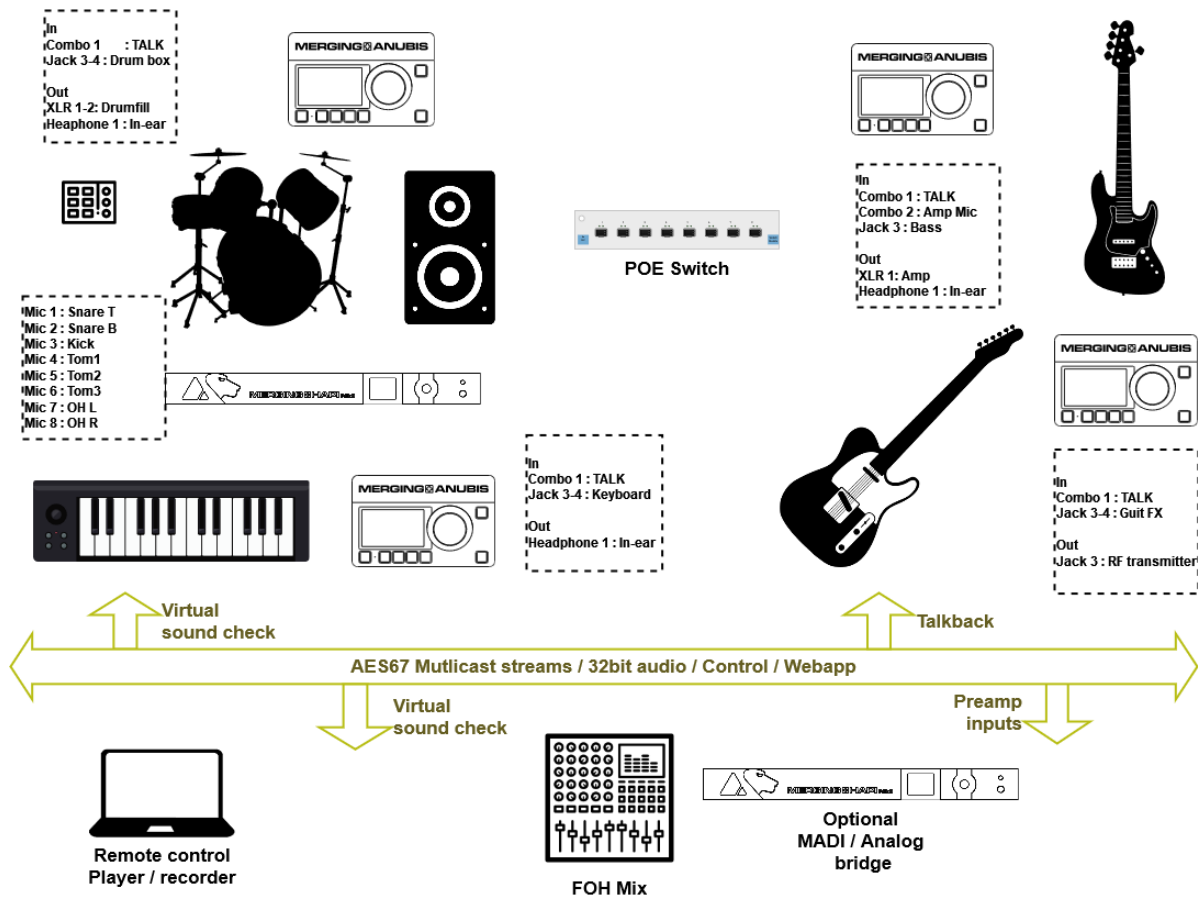 In
Combo 1 : TALK
Jack 3-4 : Drum box
Out
XLR 1-2: Drumfill
Heaphone 1 : In-ear
MERGING ANUBIS
MERGING ANUBIS
In
Combo 1 : TALK
Combo 2 : Amp Mic
Jack 3 : Bass
Out
XLR 1: Amp
Headphone 1 : In-ear
POE Switch
Mic 1 : Snare T
Mic 2 : Snare B
Mic 3 : Kick
Mic 4 : Tom1
Mic 5 : Tom2
Mic 6 : Tom3
Mic 7 : OH L
Mic 8 : OH R
MERGING HAPI
MERGING ANUBIS
In
Combo 1 : TALK
Jack 3-4 : Guit FX
Out
Jack 3 : RF transmitter
MERGING ANUBIS
In
Combo 1 : TALK
Jack 3-4 : Keyboard
Out
Headphone 1 : In-ear
Virtual
sound check
Talkback
AES67 Mutlicast streams / 32bit audio / Control / Webapp
Virtual
sound check
Preamp
inputs
MERGING HAPI
Remote control
Player / recorder
FOH Mix
Optional
MADI / Analog
bridge